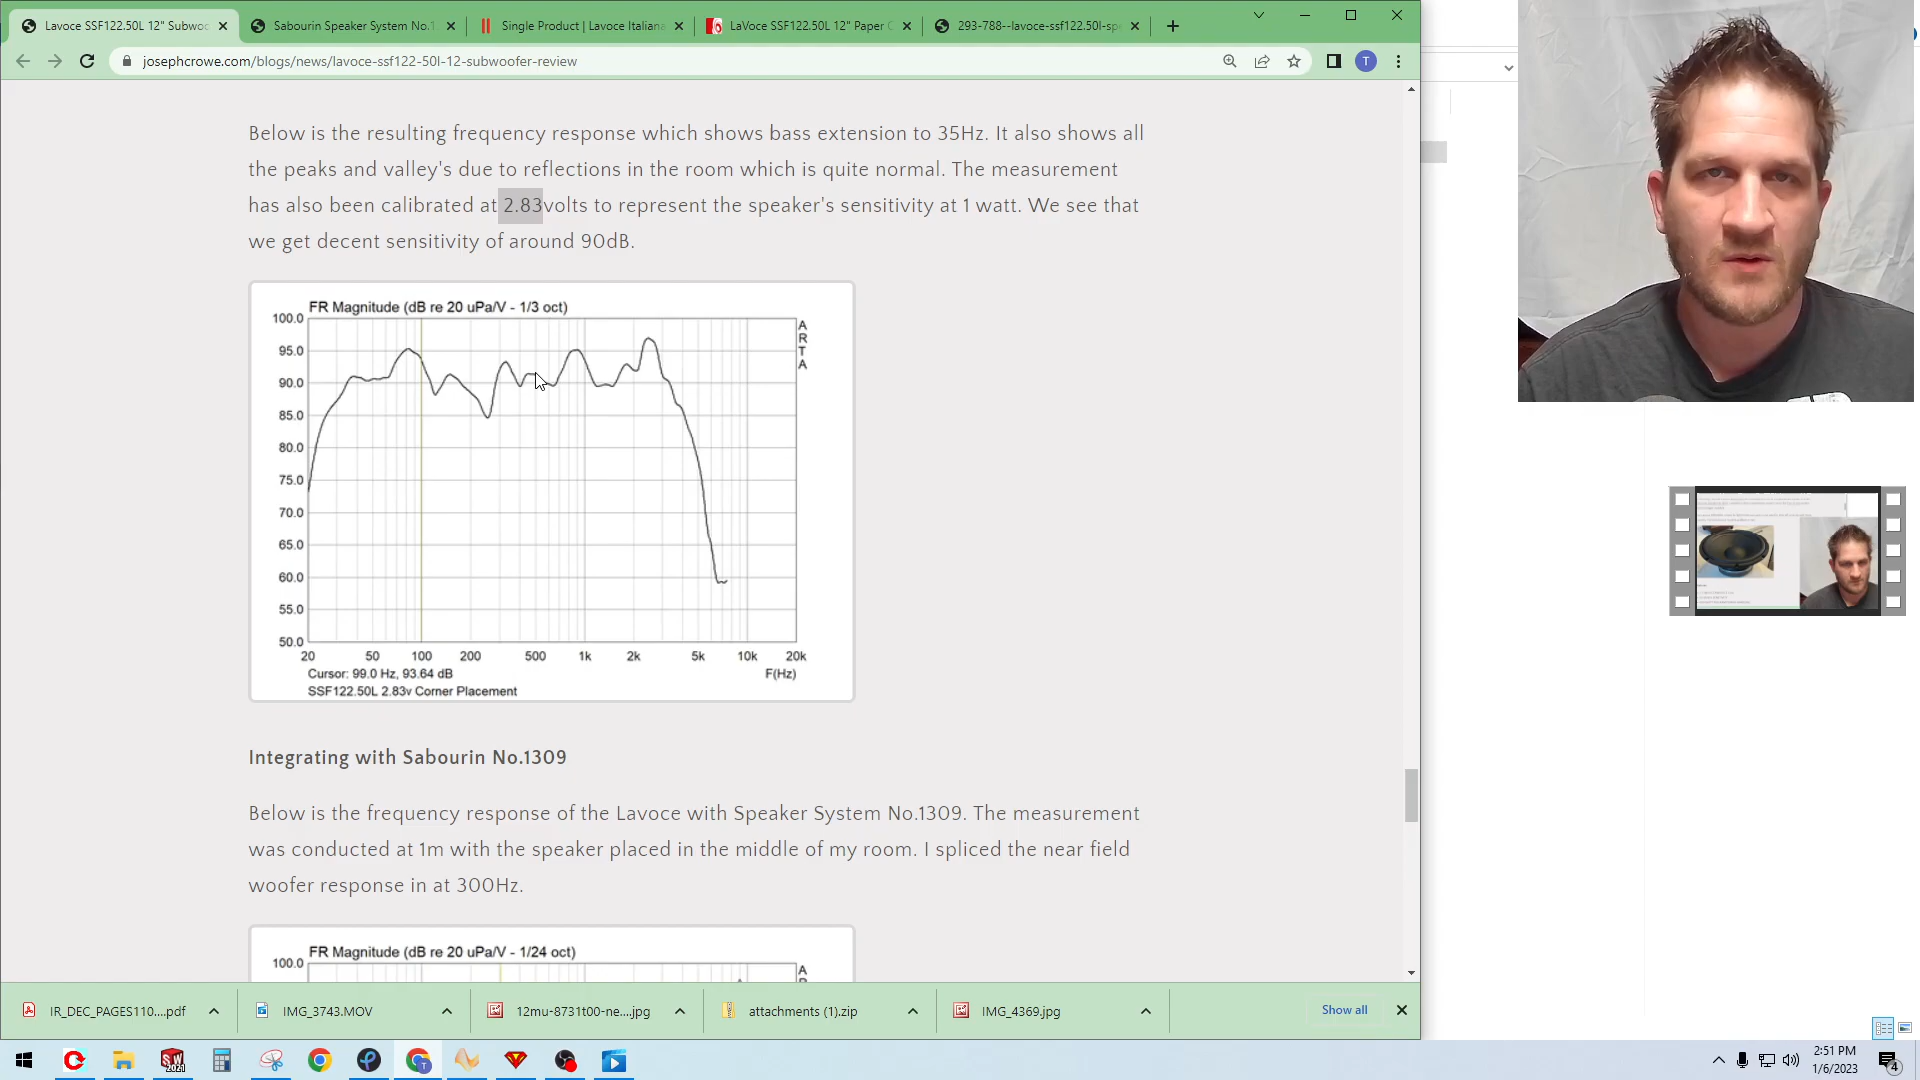 Lavoce SSF122.50L 12" Subwoo
Sabourin Speaker System No.1
Single Product | Lavoce Italiana
LaVoce SSF122.50L 12" Paper C
293-788--lavoce-ssf122.50l-spe
josephcrowe.com/blogs/news/lavoce-ssf122-50l-12-subwoofer-review
T
Below is the resulting frequency response which shows bass extension to 35Hz. It also shows all
the peaks and valley's due to reflections in the room which is quite normal. The measurement
has also been calibrated at 2.83volts to represent the speaker's sensitivity at 1 watt. We see that
we get decent sensitivity of around 90dB.
FR Magnitude (dB re 20 uPa/V - 1/3 oct)
100.0
95.0
90.0
85.0
80.0
75.0
70.0
65.0
60.0
55.0
50.0
A
R
T
A
20 50 100 200 500 1k 2k 5k 10k 20k
Cursor: 99.0 Hz, 93.64 dB
F(Hz)
SSF122.50L 2.83v Corner Placement
Integrating with Sabourin No.1309
Below is the frequency response of the Lavoce with Speaker System No.1309. The measurement
was conducted at 1m with the speaker placed in the middle of my room. I spliced the near field
woofer response in at 300Hz.
FR Magnitude (dB re 20 uPa/V - 1/24 oct)
100.0
A
IR_DEC_PAGES110....pdf
IMG_3743.MOV
12mu-8731t00-ne....jpg
attachments (1).zip
IMG_4369.jpg
Show all
2:51 PM
1/6/2023
4